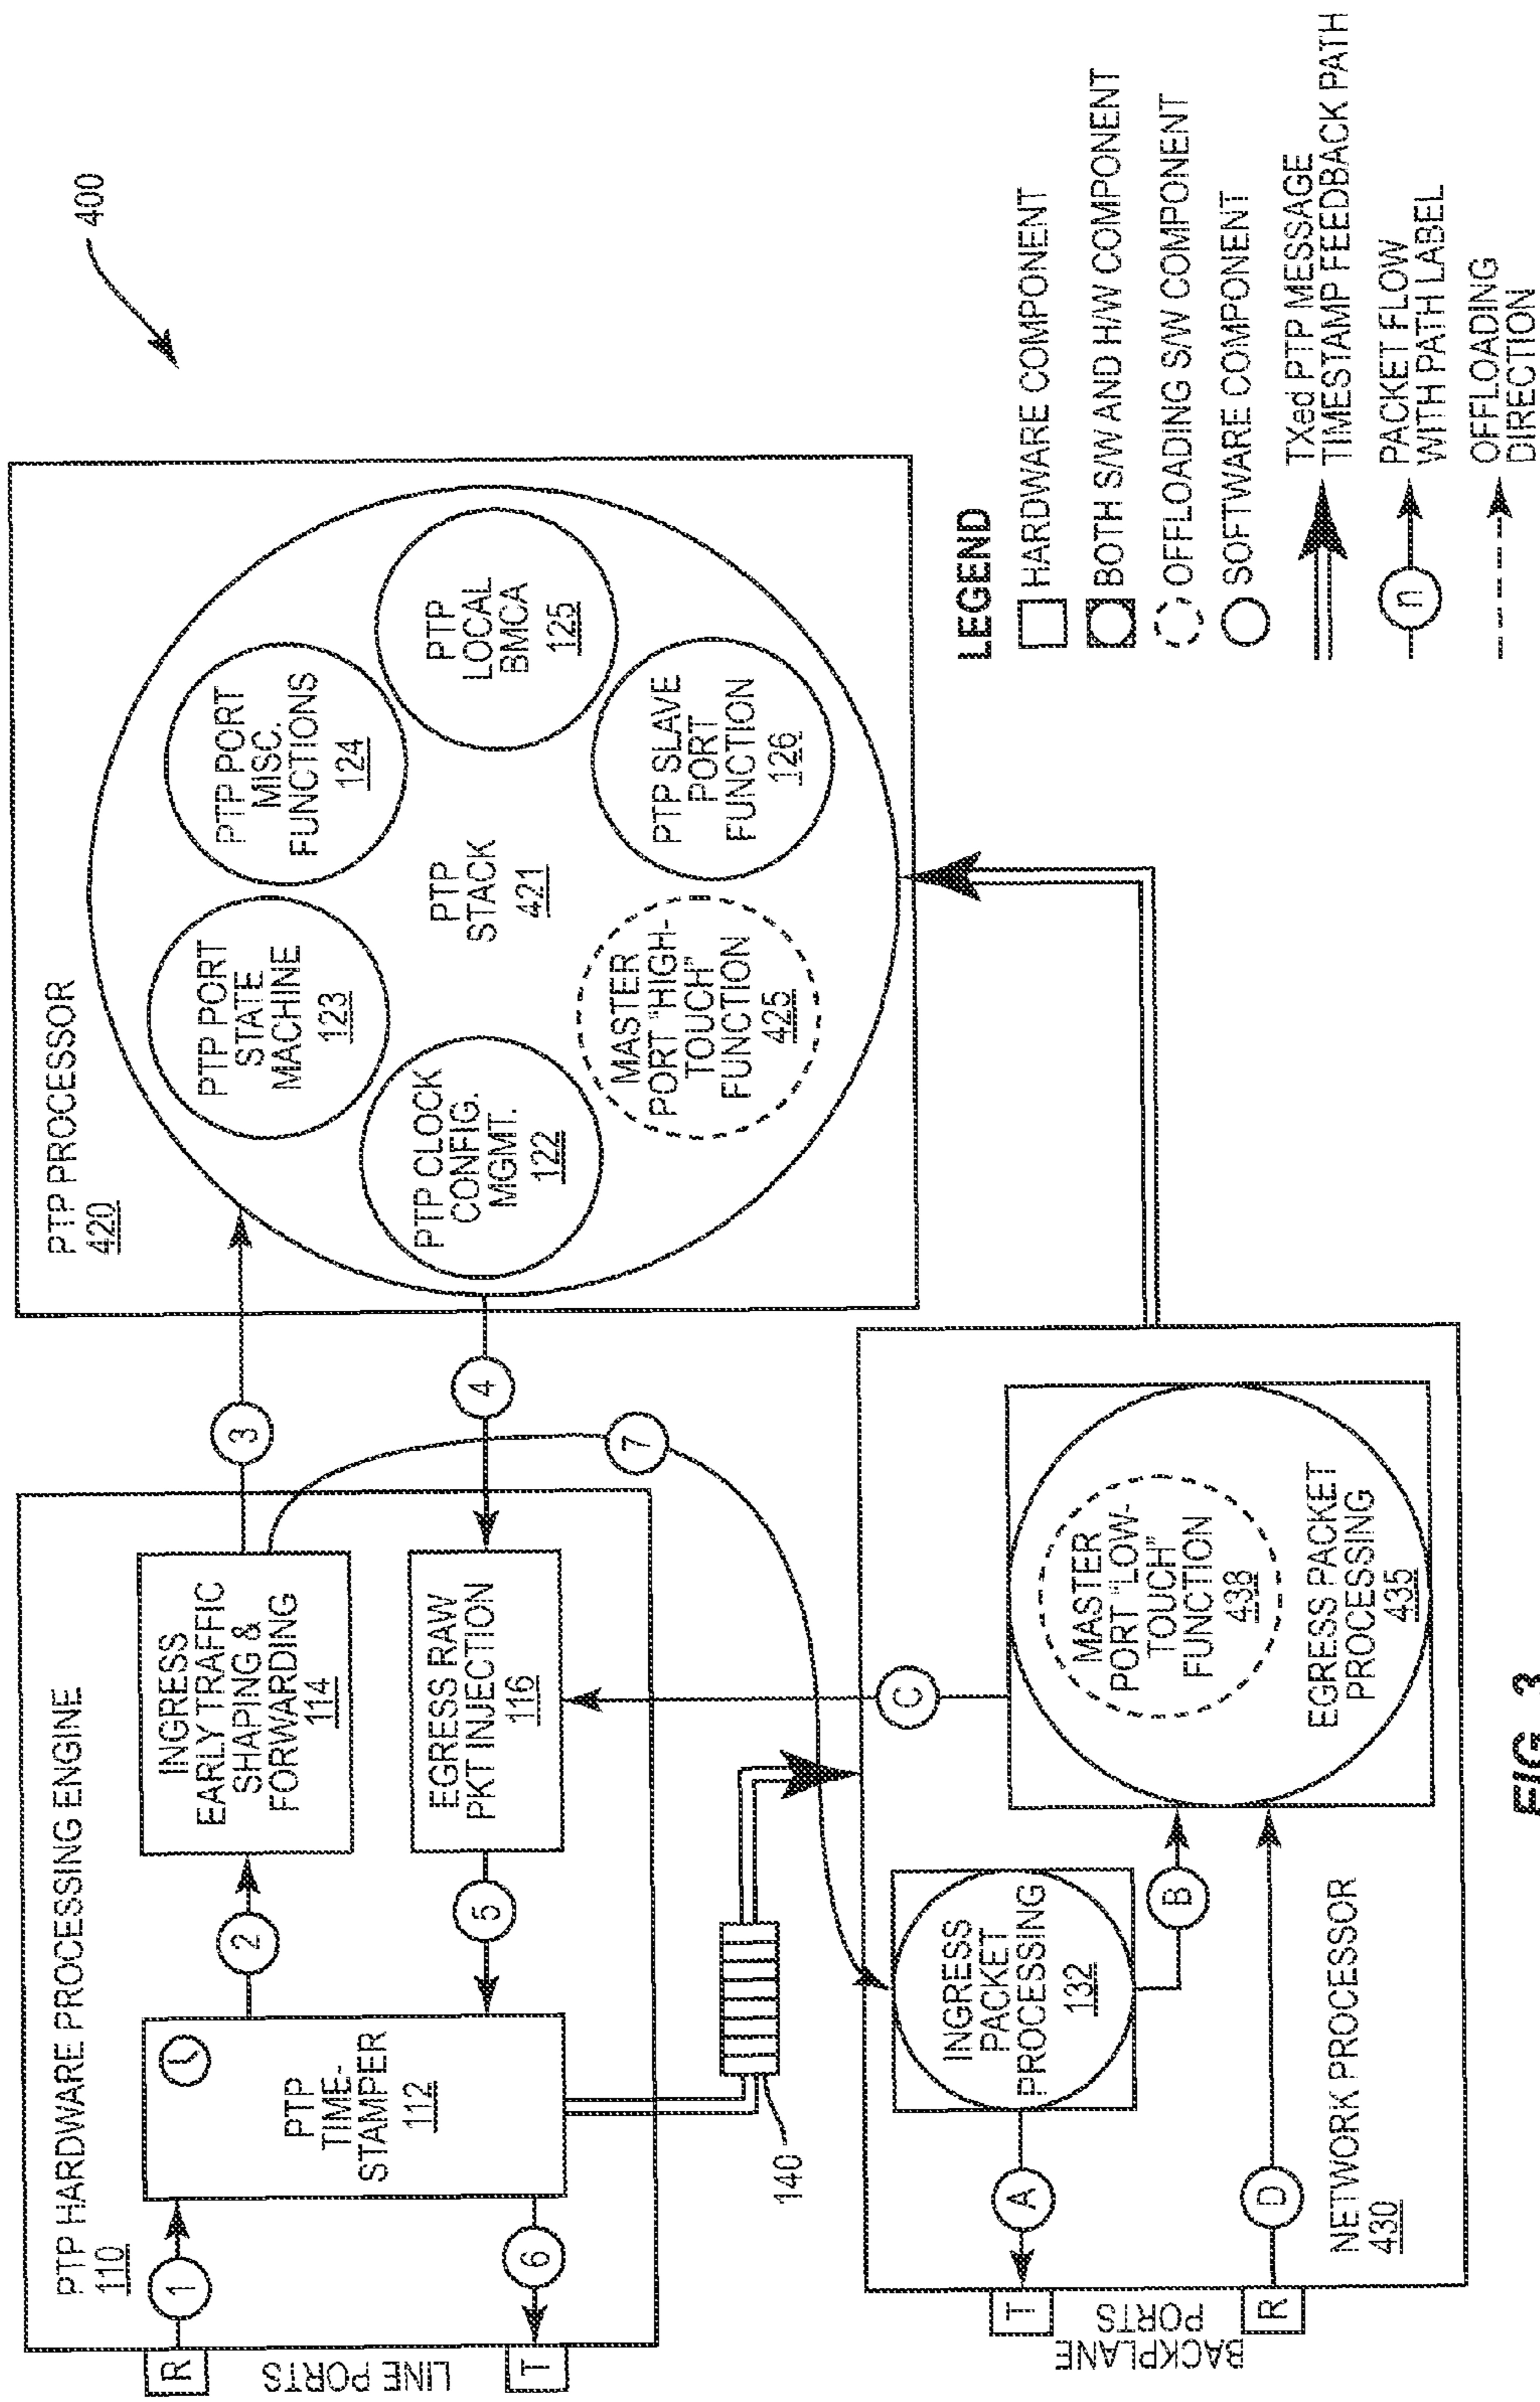 400
PTP HARDWARE PROCESSING ENGINE
110
R
LINE PORTS
T
1
6
PTP
TIME-
STAMPER
112
2
5
INGRESS
EARLY TRAFFIC
SHAPING &
FORWARDING
114
EGRESS RAW
PKT INJECTION
116
3
4
7
PTP PROCESSOR
420
PTP PORT
STATE
MACHINE
123
PTP PORT
MISC.
FUNCTIONS
124
PTP CLOCK
CONFIG.
MGMT.
122
PTP
STACK
421
PTP
LOCAL
BMCA
125
MASTER
PORT "HIGH-
TOUCH"
FUNCTION
425
PTP SLAVE
PORT
FUNCTION
126
140
C
T
BACKPLANE
PORTS
R
A
D
INGRESS
PACKET
PROCESSING
132
B
MASTER
PORT "LOW-
TOUCH"
FUNCTION
438
EGRESS PACKET
PROCESSING
435
NETWORK PROCESSOR
430
LEGEND
HARDWARE COMPONENT
BOTH S/W AND H/W COMPONENT
OFFLOADING S/W COMPONENT
SOFTWARE COMPONENT
TXed PTP MESSAGE
TIMESTAMP FEEDBACK PATH
n
PACKET FLOW
WITH PATH LABEL
OFFLOADING
DIRECTION
FIG. 3